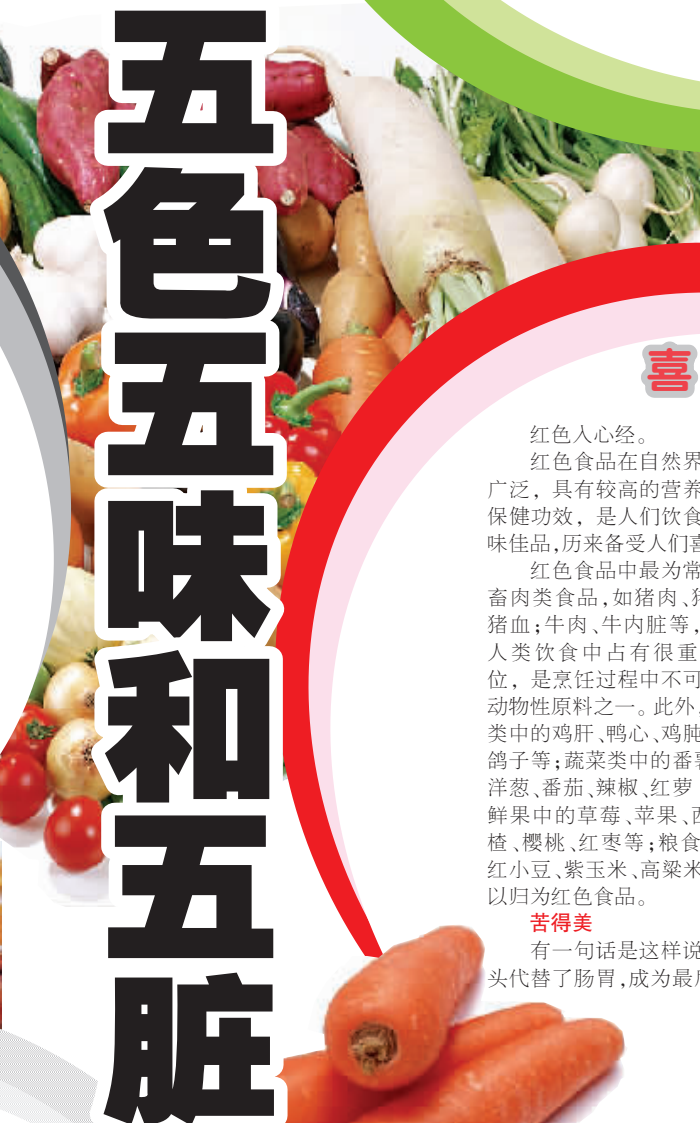 五色五味和五脏
喜
红色入心经。
红色食品在自然界
广泛，具有较高的营养
保健功效，是人们饮食
味佳品，历来备受人们喜
红色食品中最为常
畜肉类食品，如猪肉、猪
猪血；牛肉、牛内脏等，
人类饮食中占有很重
位，是烹饪过程中不可
动物性原料之一。此外，
类中的鸡肝、鸭心、鸡肫
鸽子等；蔬菜类中的番薯
洋葱、番茄、辣椒、红萝
鲜果中的草莓、苹果、西
楂、樱桃、红枣等；粮食
红小豆、紫玉米、高粱米
以归为红色食品。
苦得美
有一句话是这样说
头代替了肠胃，成为最后